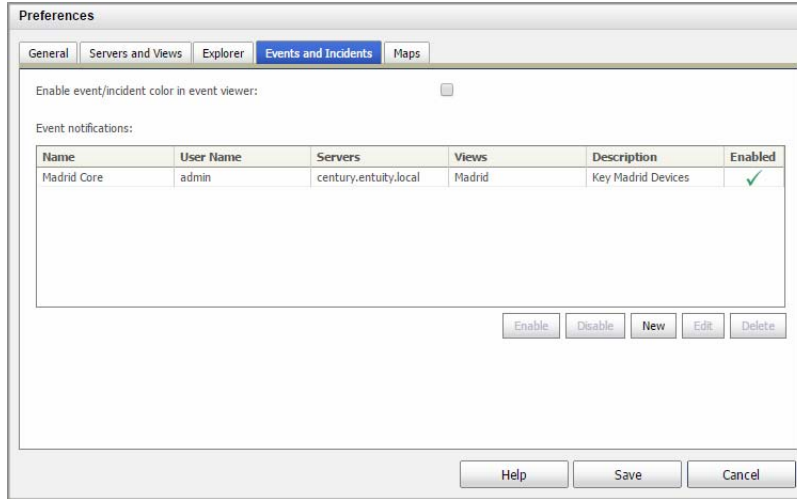 Preferences
General Servers and Views Explorer Events and Incidents Maps
Enable event/incident color in event viewer:
Event notifications:
Name User Name Servers Views Description Enabled
Madrid Core admin century.entuity.local Madrid Key Madrid Devices
Enable Disable New Edit Delete
Help Save Cancel